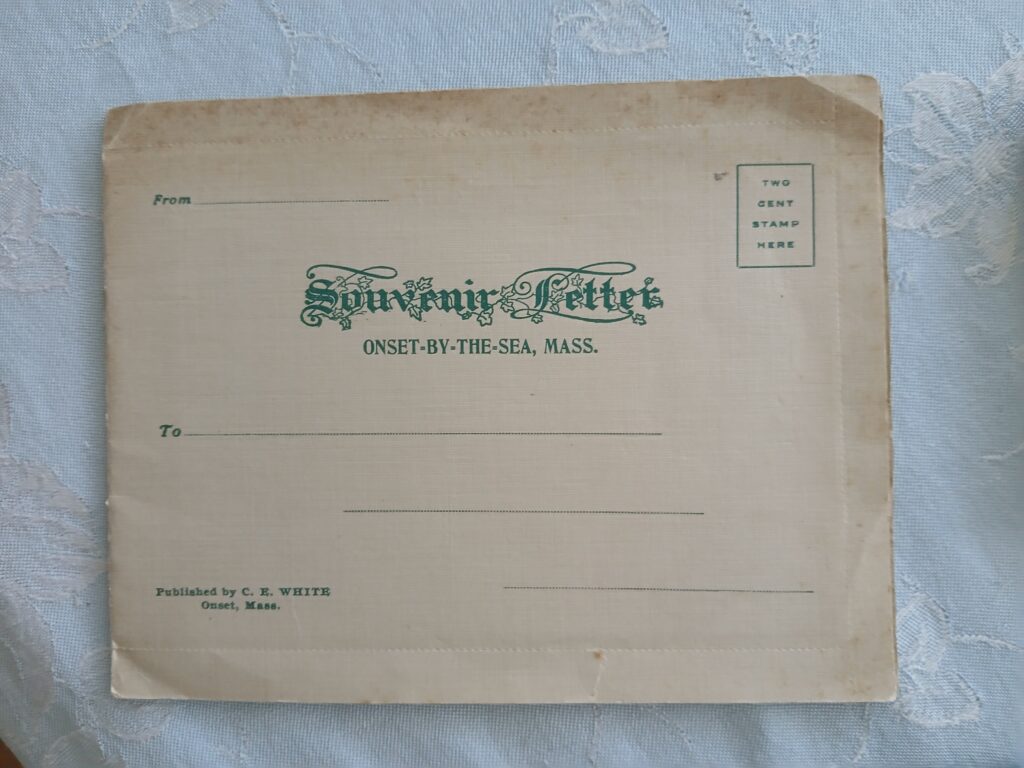 From
TWO
CENT
STAMP
HERE
Souvenir Letter
ONSET-BY-THE-SEA, MASS.
To
Published by C. E. WHITE
Onset, Mass.